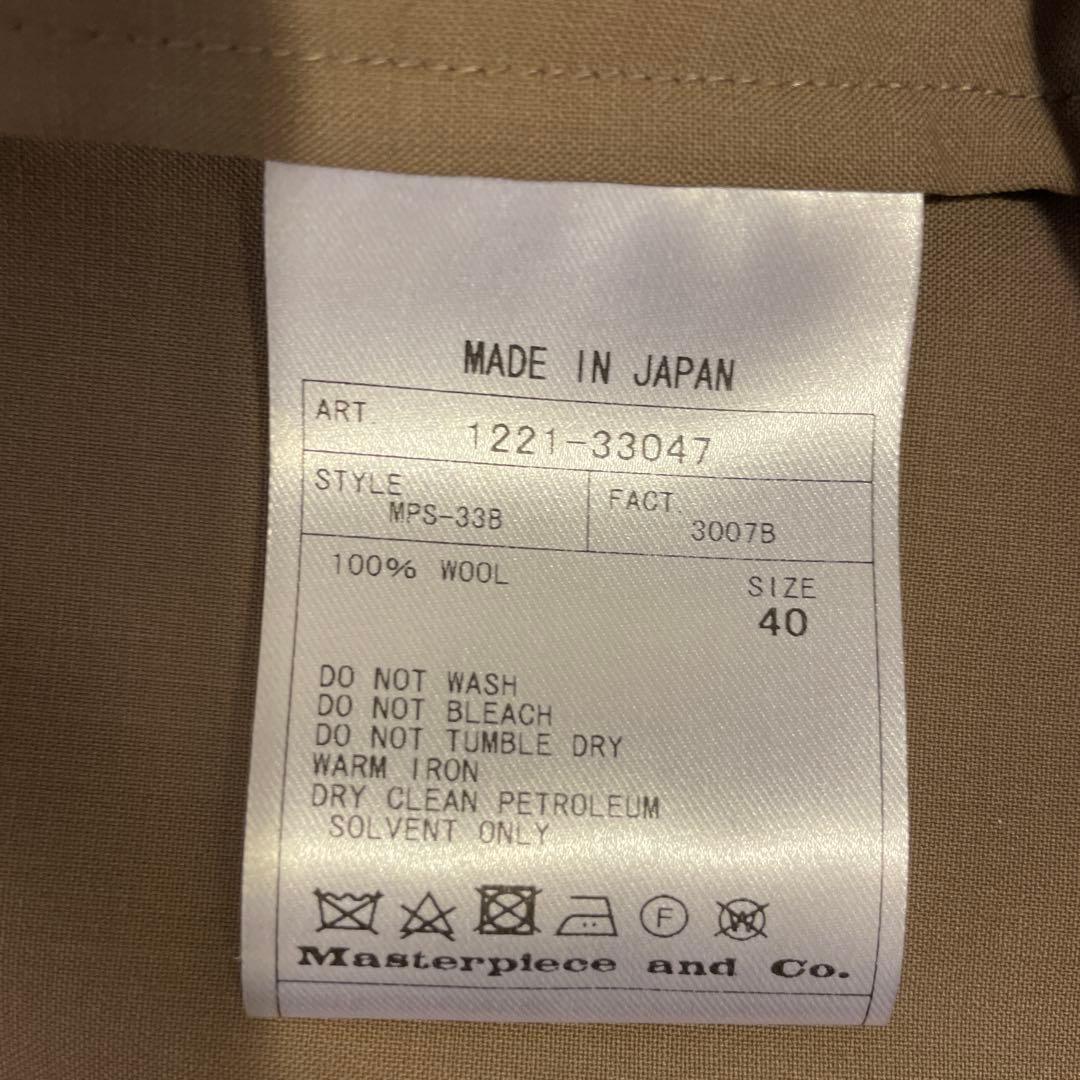 MADE IN JAPAN
ART.
1221-33047
STYLE
MPS-33B
FACT.
3007B
100% WOOL
SIZE
40
DO NOT WASH
DO NOT BLEACH
DO NOT TUMBLE DRY
WARM IRON
DRY CLEAN PETROLEUM
SOLVENT ONLY
F W
Masterpiece and Co.